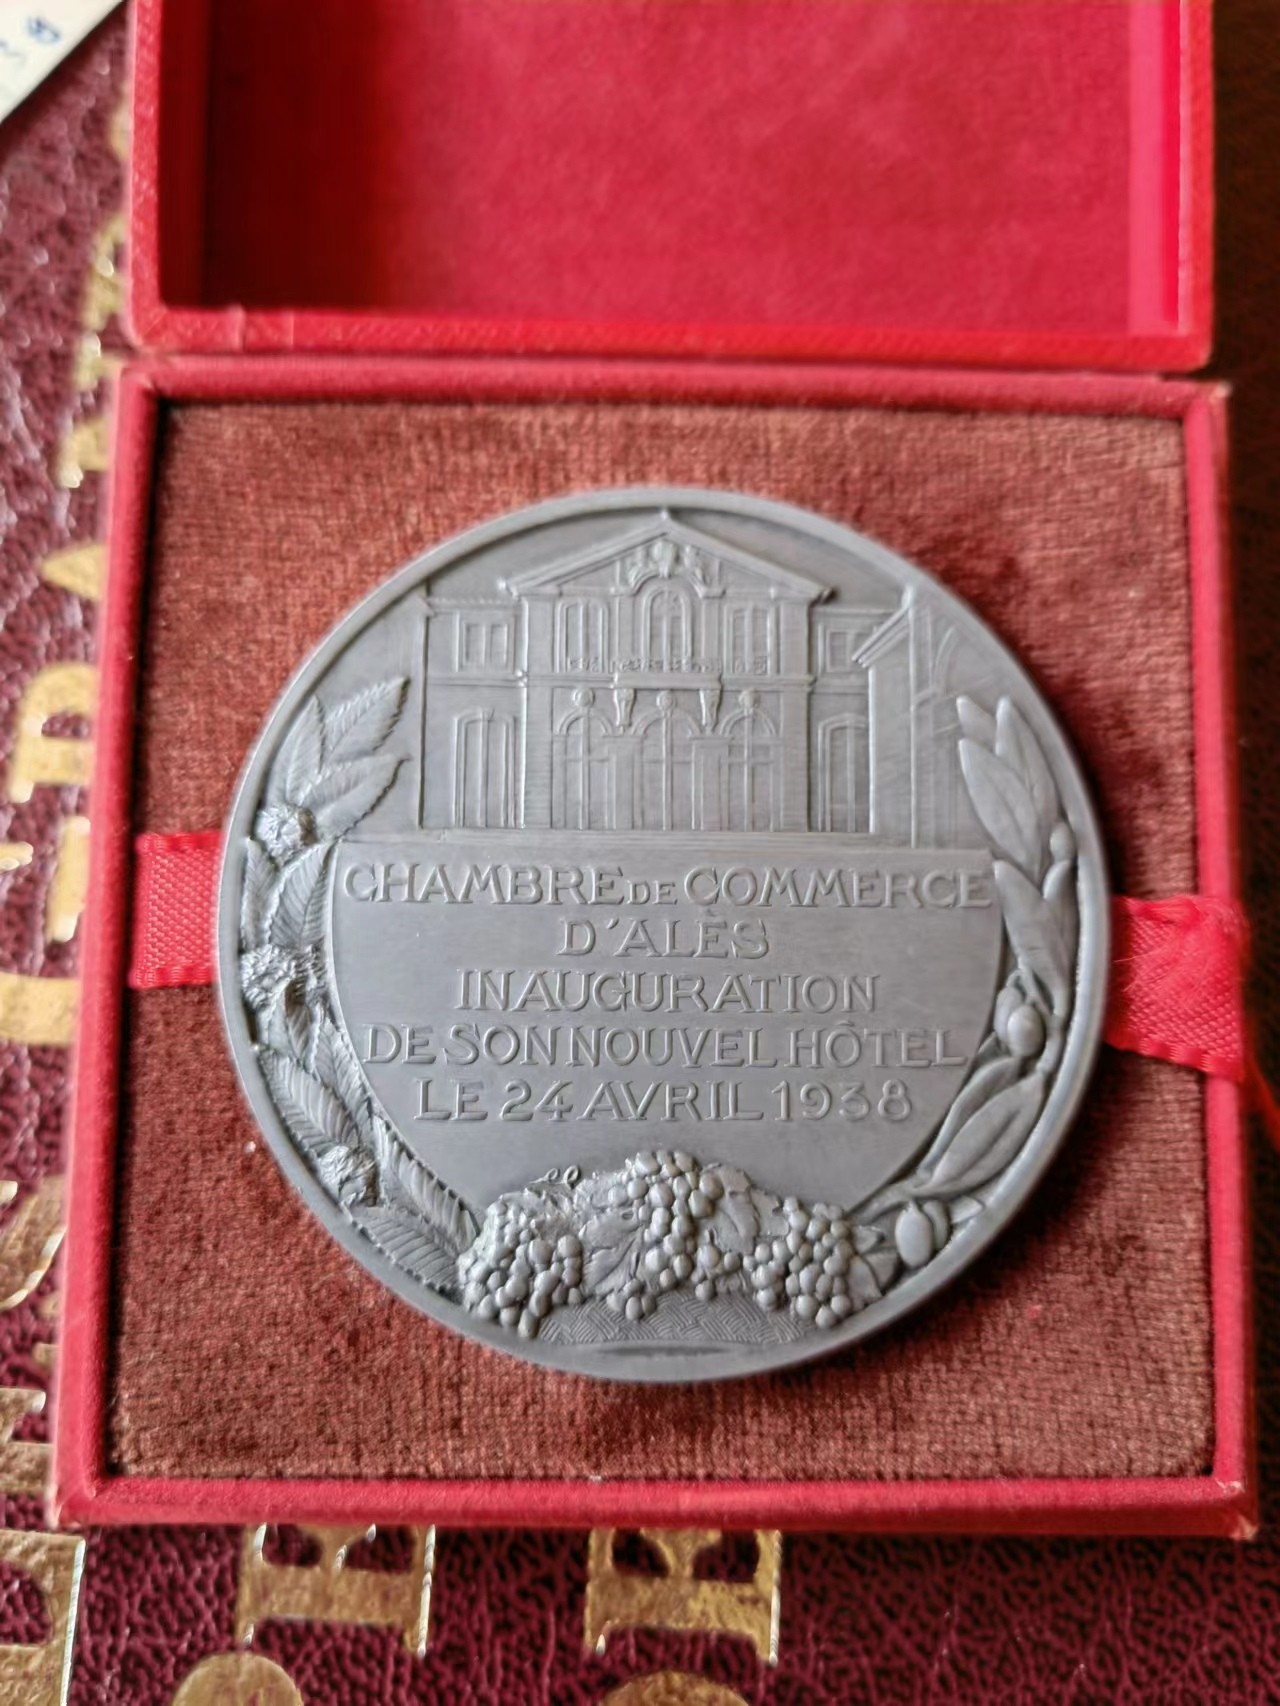 CHAMBRE DE COMMERCE
D'ALÈS
INAUGURATION
DE SON NOUVEL HÔTEL
LE 24 AVRIL 1938